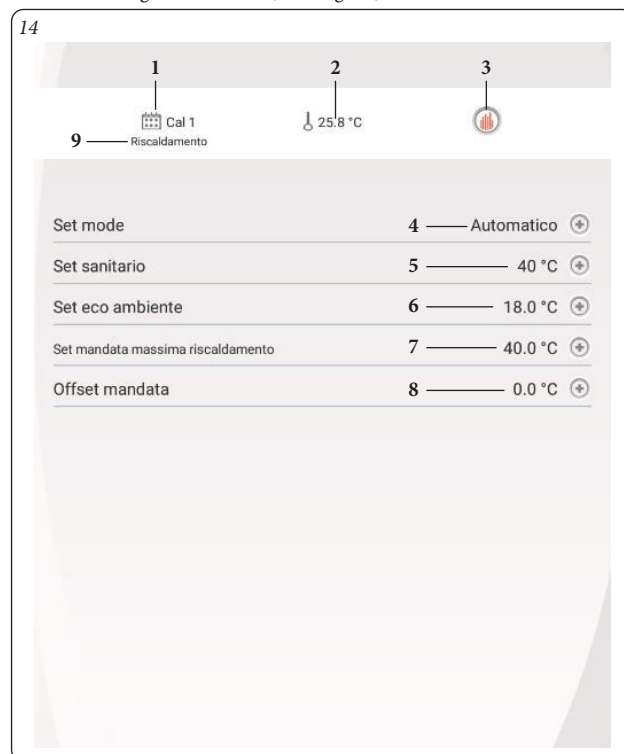 14
1 2 3
Cal 1 25.8 °C
9 Riscaldamento
Set mode 4 Automatico
Set sanitario 5 40 °C
Set eco ambiente 6 18.0 °C
Set mandata massima riscaldamento 7 40.0 °C
Offset mandata 8 0.0 °C